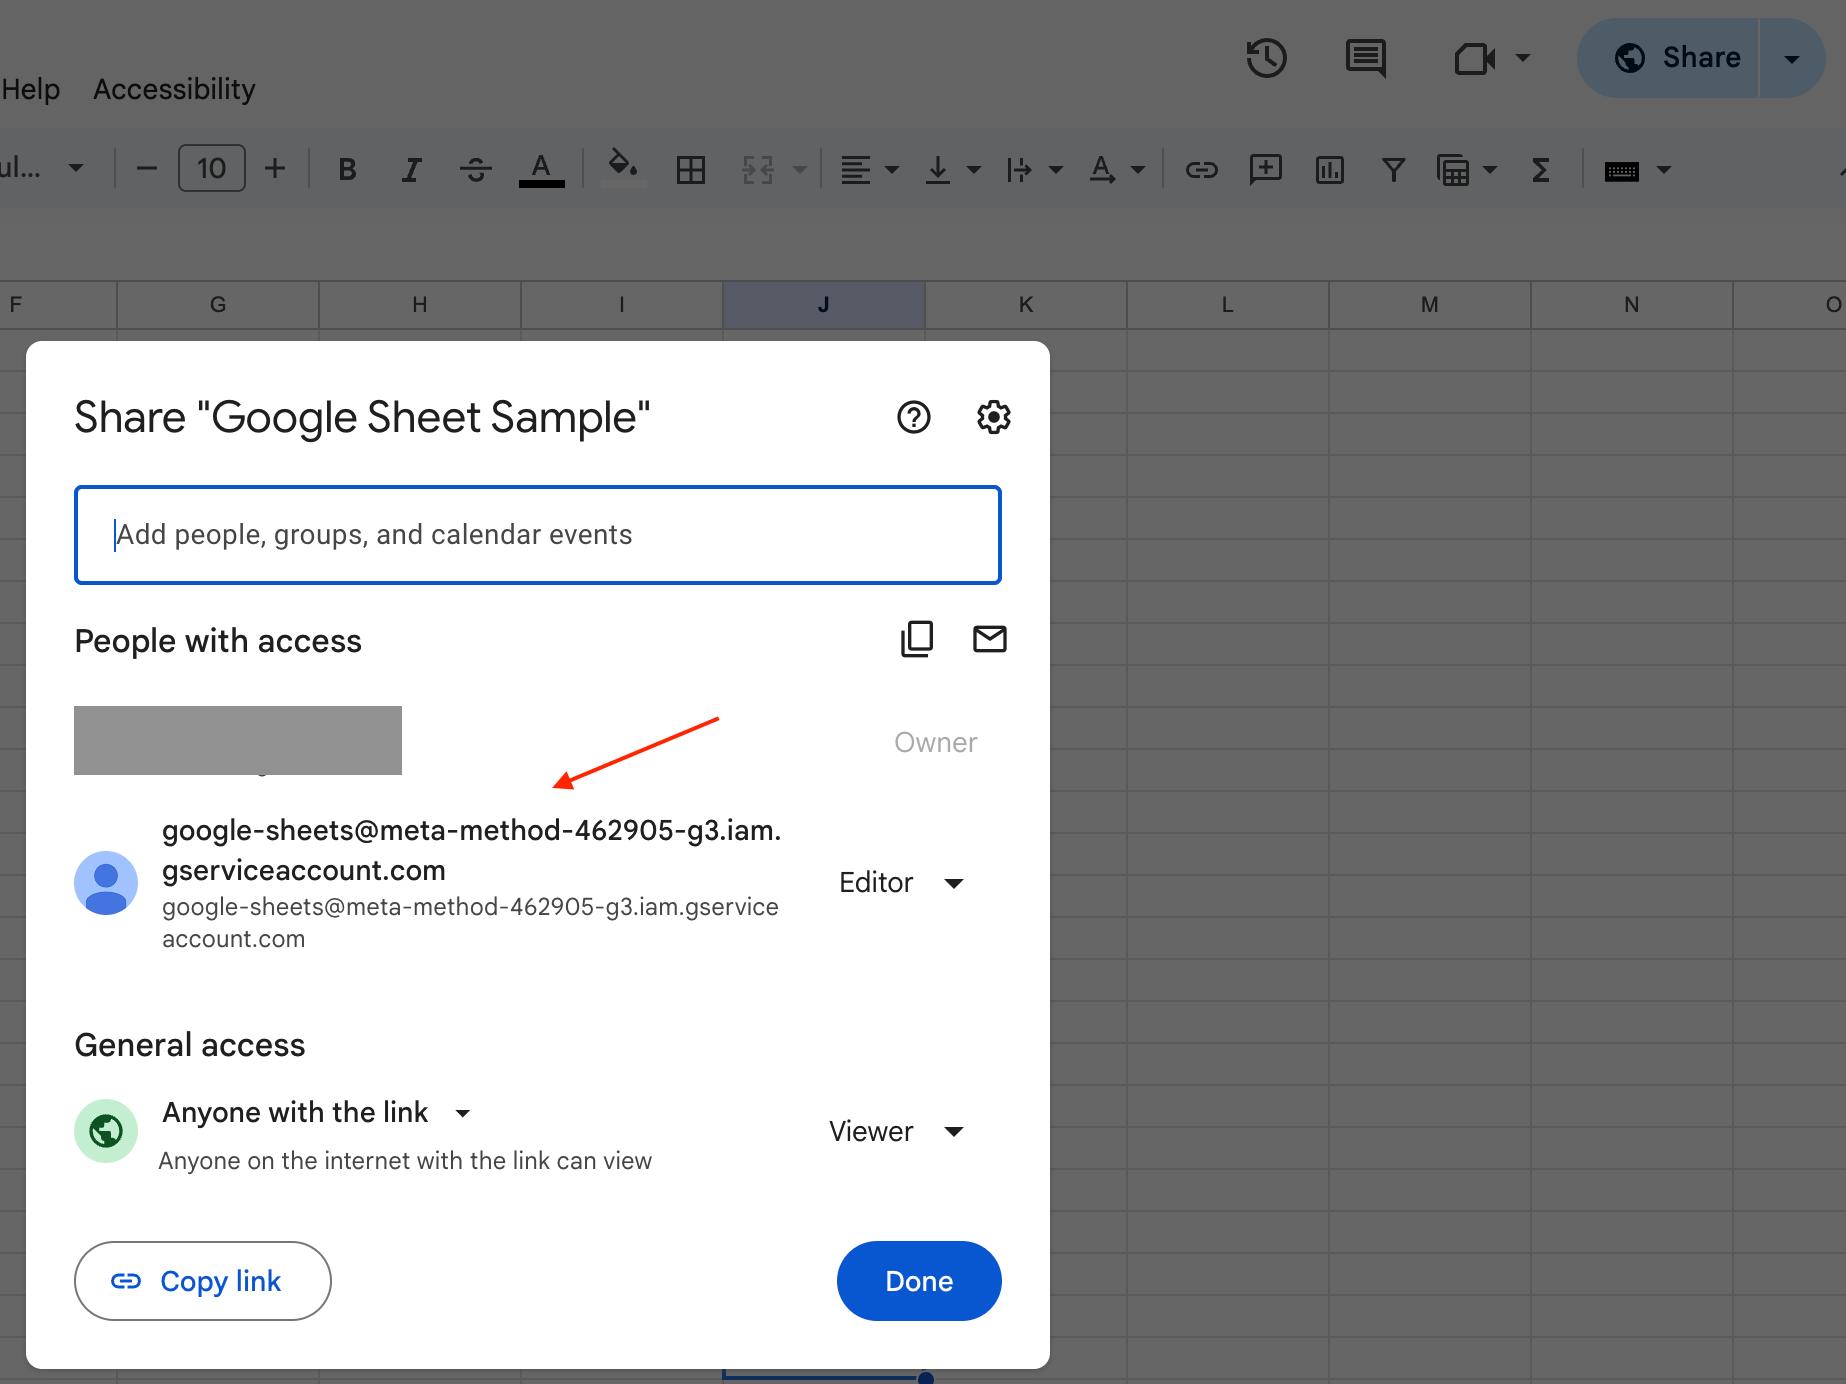 Share
Help Accessibility
ul... 10 B I S A A Σ
F G H I J K L M N O
Share "Google Sheet Sample"
Add people, groups, and calendar events
People with access
Owner
google-sheets@meta-method-462905-g3.iam.
gserviceaccount.com
google-sheets@meta-method-462905-g3.iam.gservice
account.com
Editor
General access
Anyone with the link
Anyone on the internet with the link can view
Viewer
Copy link
Done